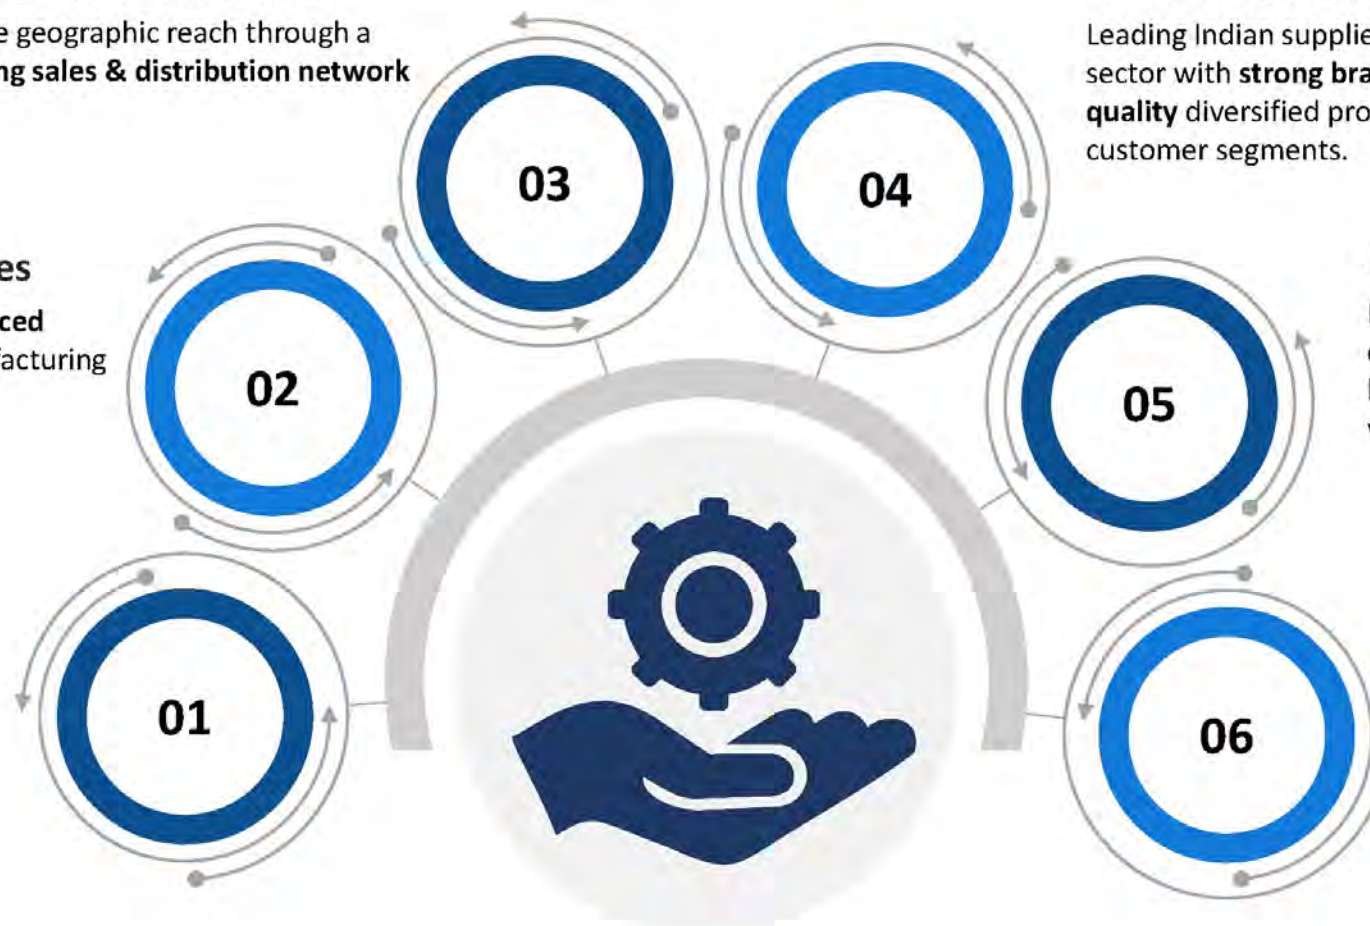 e geographic reach through a
ng sales & distribution network
03
04
Leading Indian supplie
sector with strong bra
quality diversified pro
customer segments.
es
ced
facturing
02
05
01
06